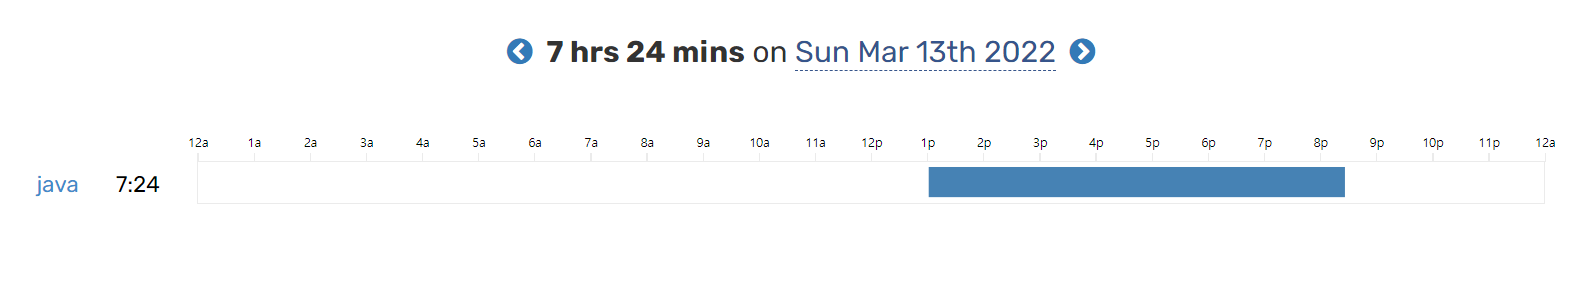 7 hrs 24 mins on Sun Mar 13th 2022
12a 1a 2a 3a 4a 5a 6a 7a 8a 9a 10a 11a 12p 1p 2p 3p 4p 5p 6p 7p 8p 9p 10p 11p 12a
java 7:24